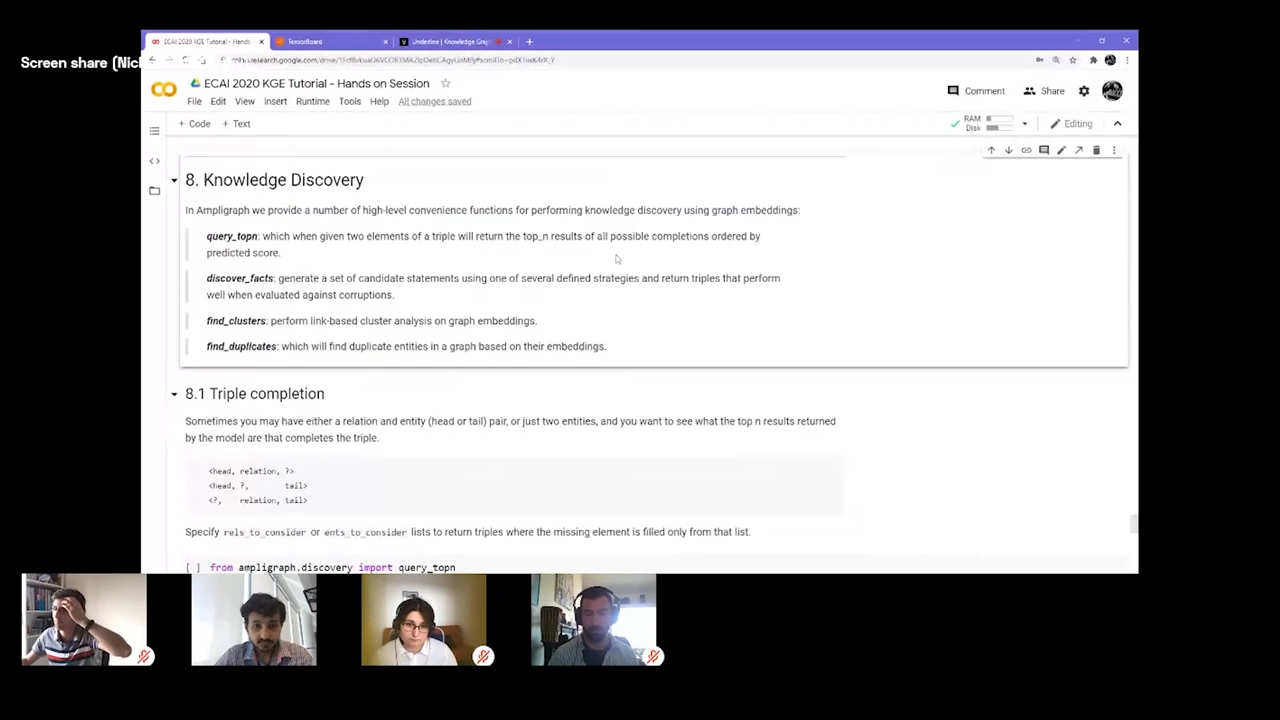 ECAI 2020 KGE Tutorial - Hands
TensorBoard
Underline | Knowledge Gra
Screen share (Nicl
ECAI 2020 KGE Tutorial - Hands on Session
Comment
Share
File Edit View Insert Runtime Tools Help All changes saved
+ Code + Text
RAM
Disk
Editing
8. Knowledge Discovery
In Ampligraph we provide a number of high-level convenience functions for performing knowledge discovery using graph embeddings:
query_topn: which when given two elements of a triple will return the top_n results of all possible completions ordered by
predicted score.
discover_facts: generate a set of candidate statements using one of several defined strategies and return triples that perform
well when evaluated against corruptions.
find_clusters: perform link-based cluster analysis on graph embeddings.
find_duplicates: which will find duplicate entities in a graph based on their embeddings.
8.1 Triple completion
Sometimes you may have either a relation and entity (head or tail) pair, or just two entities, and you want to see what the top n results returned
by the model are that completes the triple.
<head, relation, ?>
<head, ?, tail>
<?, relation, tail>
Specify rels_to_consider or ents_to_consider lists to return triples where the missing element is filled only from that list.
[ ] from ampligraph.discovery import query_topn